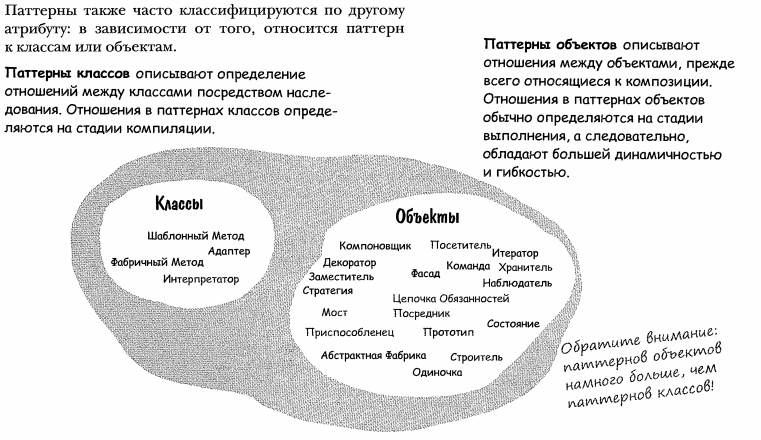 Паттерны также часто классифицируются по другому
атрибуту: в зависимости от того, относится паттерн
к классам или объектам.
Паттерны классов описывают определение
отношений между классами посредством насле-
дования. Отношения в паттернах классов опреде-
ляются на стадии компиляции.
Паттерны объектов описывают
отношения между объектами, прежде
всего относящиеся к композиции.
Отношения в паттернах объектов
обычно определяются на стадии
выполнения, а следовательно,
обладают большей динамичностью
и гибкостью.
Классы
Шаблонный Метод
Адаптер
Фабричный Метод
Интерпретатор
Объекты
Компоновщик Посетитель Итератор
Декоратор Команда Хранитель
Заместитель Фасад Наблюдатель
Стратегия
Цепочка Обязанностей
Мост Посредник
Состояние
Приспособленец Прототип
Абстрактная Фабрика Строитель
Одиночка
Обратите внимание:
паттернов объектов
намного больше, чем
паттернов классов!